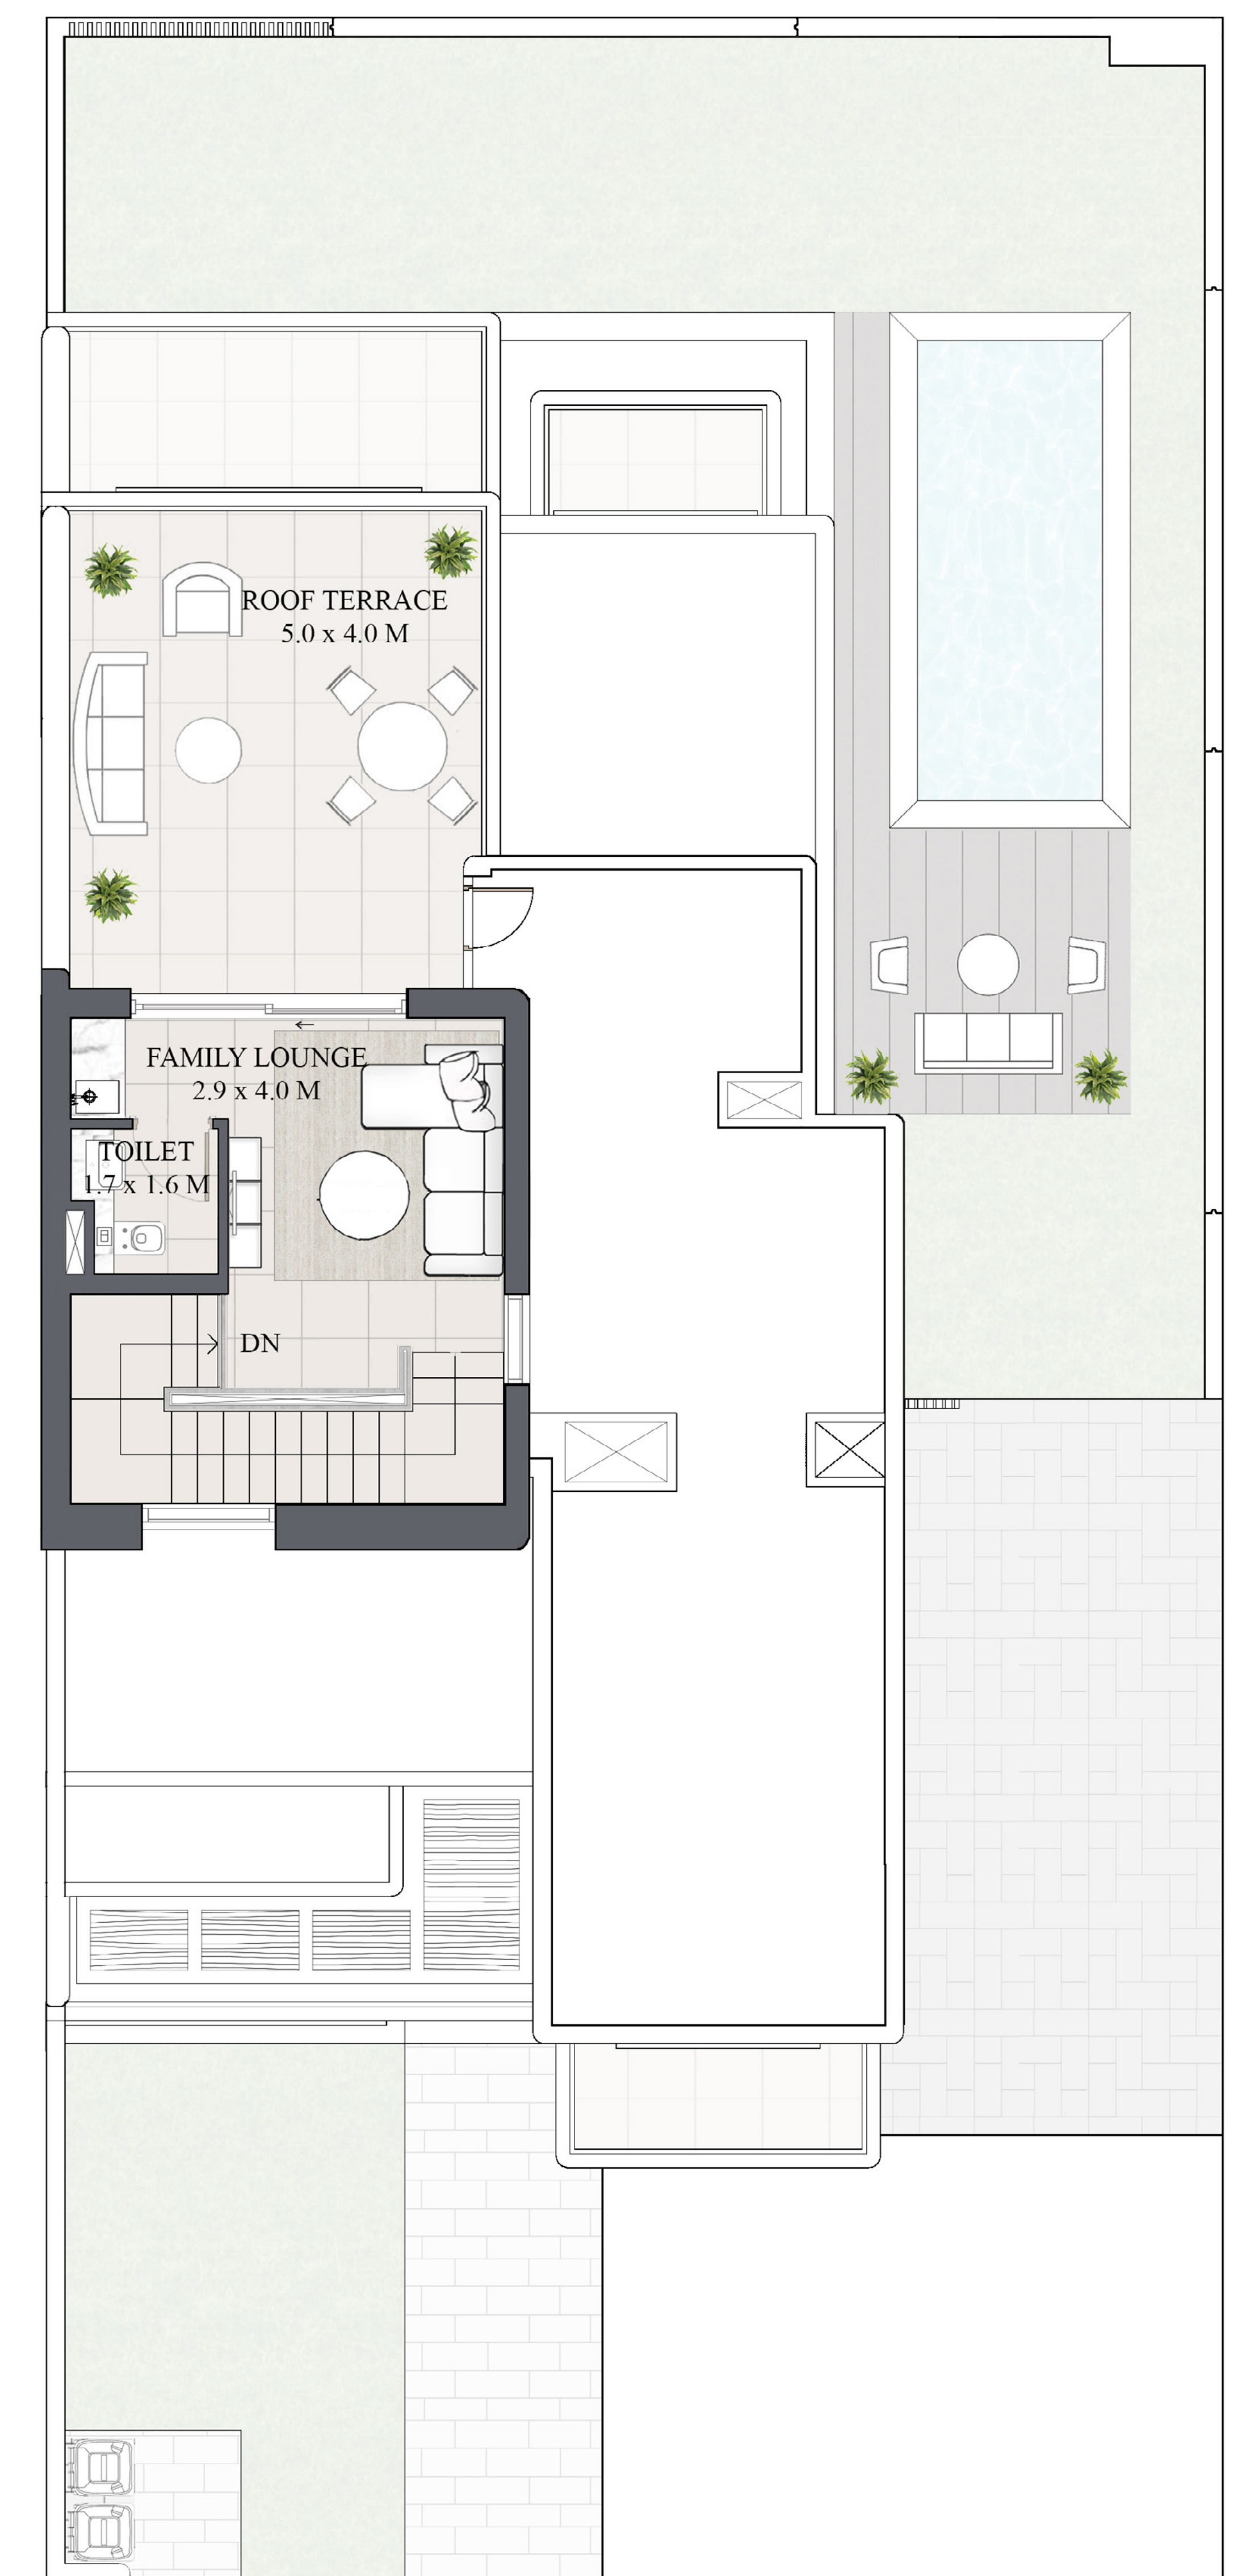 ROOF TERRACE
5.0 x 4.0 M
FAMILY LOUNGE
2.9 x 4.0 M
TOILET
1.7 x 1.6 M
DN